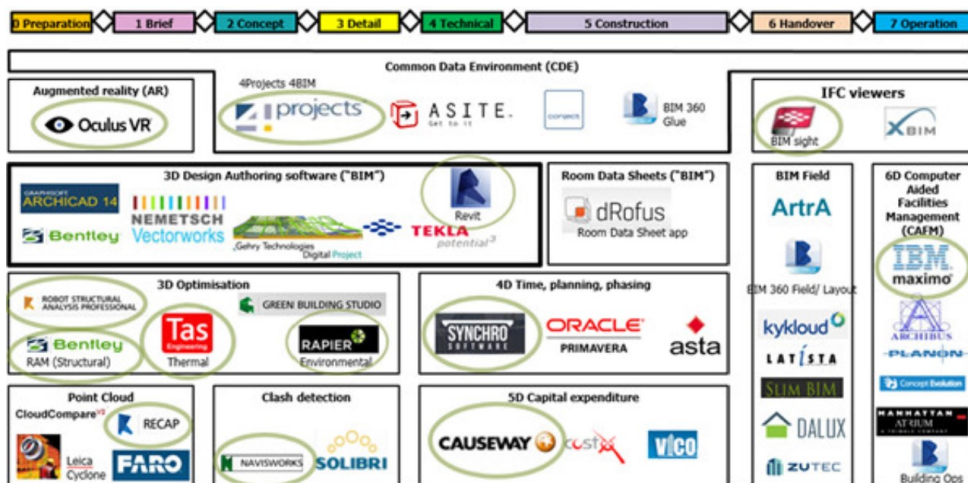 0 Preparation
1 Brief
2 Concept
3 Detail
4 Technical
5 Construction
6 Handover
7 Operation
Common Data Environment (CDE)
Augmented reality (AR)
Oculus VR
4Projects 4BIM
projects
ASITE
Get to it
conject
BIM 360
Glue
IFC viewers
BIM sight
XBIM
3D Design Authoring software ("BIM")
GRAPHISOFT
ARCHICAD 14
Bentley
NEMETSCH
Vectorworks
Gehry Technologies
Digital Project
TEKLA
potential³
Revit
Room Data Sheets ("BIM")
dRofus
Room Data Sheet app
BIM Field
ArtrA
BIM 360 Field/ Layout
kykloud
LATISTA
SLIM BIM
DALUX
ZUTEC
6D Computer
Aided
Facilities
Management
(CAFM)
IBM
maximo
ARCHIBUS
PLANON
Concept Evolution
MANHATTAN
ATRIUM
A TRIMBLE COMPANY
Building Ops
3D Optimisation
ROBOT STRUCTURAL
ANALYSIS PROFESSIONAL
Bentley
RAM (Structural)
Tas
Engineering
Thermal
GREEN BUILDING STUDIO
RAPIER
Environmental
4D Time, planning, phasing
SYNCHRO
SOFTWARE
ORACLE
PRIMAVERA
asta
Point Cloud
CloudCompare V2
RECAP
Leica
Cyclone
FARO
Clash detection
NAVISWORKS
SOLIBRI
5D Capital expenditure
CAUSEWAY
COSTX
VICO